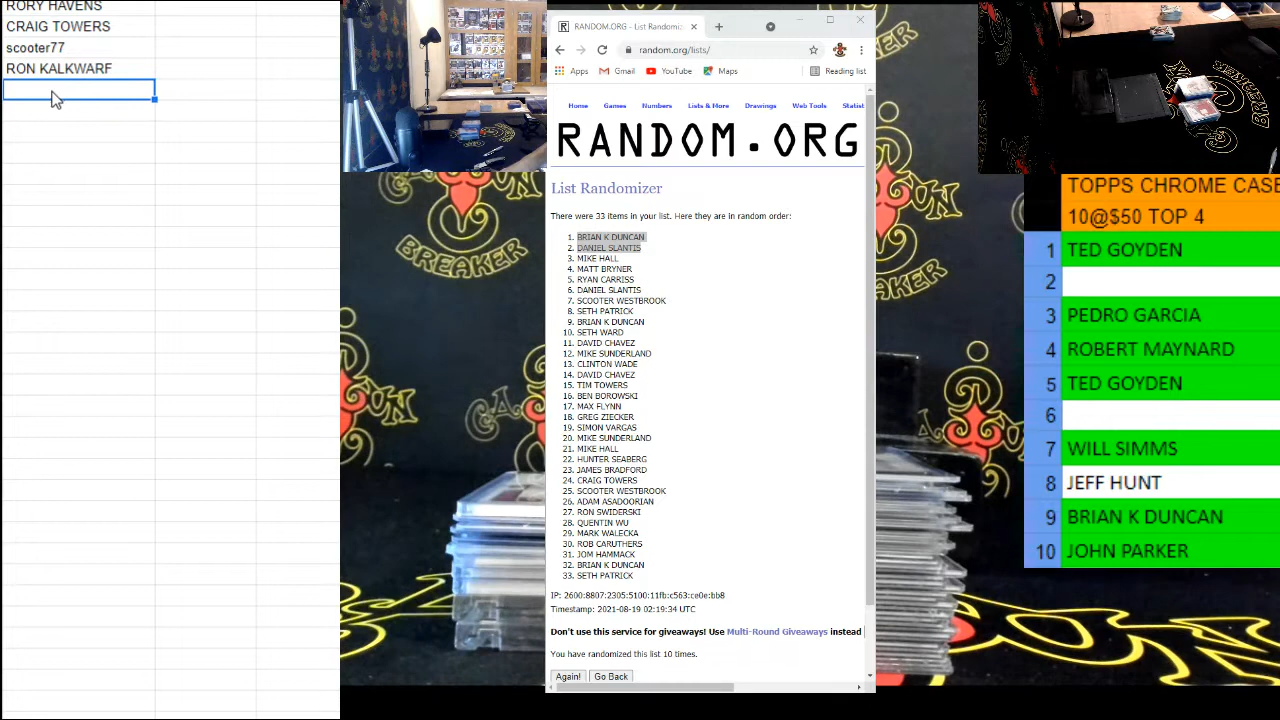 RORY HAVENS
CRAIG TOWERS
scooter77
RON KALKWARF
RANDOM.ORG - List Randomiz
random.org/lists/
Apps
Gmail
YouTube
Maps
Reading list
Home
Games
Numbers
Lists & More
Drawings
Web Tools
Statist
RANDOM.ORG
List Randomizer
There were 33 items in your list. Here they are in random order:
1. BRIAN K DUNCAN
2. DANIEL SLANTIS
3. MIKE HALL
4. MATT BRYNER
5. RYAN CARRISS
6. DANIEL SLANTIS
7. SCOOTER WESTBROOK
8. SETH PATRICK
9. BRIAN K DUNCAN
10. SETH WARD
11. DAVID CHAVEZ
12. MIKE SUNDERLAND
13. CLINTON WADE
14. DAVID CHAVEZ
15. TIM TOWERS
16. BEN BOROWSKI
17. MAX FLYNN
18. GREG ZIECKER
19. SIMON VARGAS
20. MIKE SUNDERLAND
21. MIKE HALL
22. HUNTER SEABERG
23. JAMES BRADFORD
24. CRAIG TOWERS
25. SCOOTER WESTBROOK
26. ADAM ASADOORIAN
27. RON SWIDERSKI
28. QUENTIN WU
29. MARK WALECKA
30. ROB CARUTHERS
31. JOM HAMMACK
32. BRIAN K DUNCAN
33. SETH PATRICK
IP: 2600:8807:2305:5100:11fb:c563:ce0e:bb8
Timestamp: 2021-08-19 02:19:34 UTC
Don't use this service for giveaways! Use Multi-Round Giveaways instead
You have randomized this list 10 times.
Again!
Go Back
TOPPS CHROME CASE
10@$50 TOP 4
1 TED GOYDEN
2
3 PEDRO GARCIA
4 ROBERT MAYNARD
5 TED GOYDEN
6
7 WILL SIMMS
8 JEFF HUNT
9 BRIAN K DUNCAN
10 JOHN PARKER
BREAKER